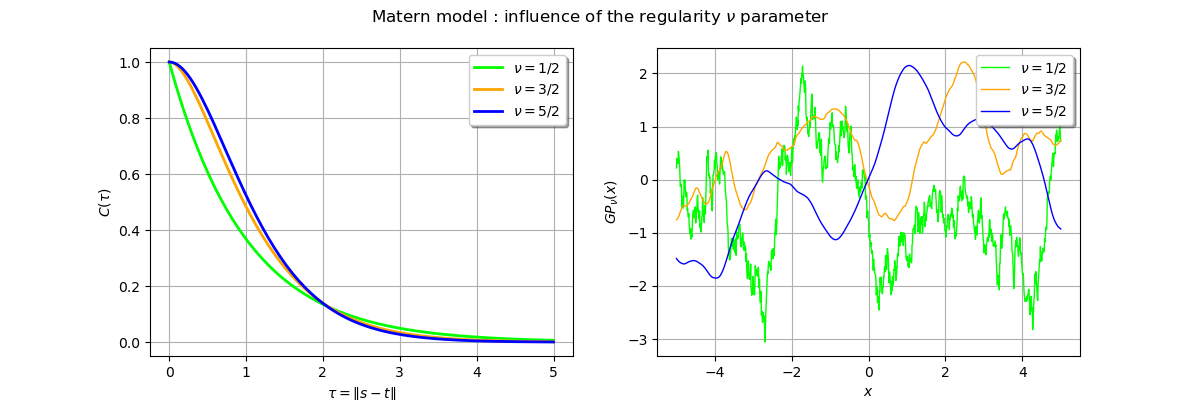 Matern model : influence of the regularity ν parameter
1.0
0.8
0.6
0.4
0.2
0.0
C(τ)
0 1 2 3 4 5
τ = ‖s − t‖
ν = 1/2
ν = 3/2
ν = 5/2
2
1
0
−1
−2
−3
GPν(x)
−4 −2 0 2 4
x
ν = 1/2
ν = 3/2
ν = 5/2